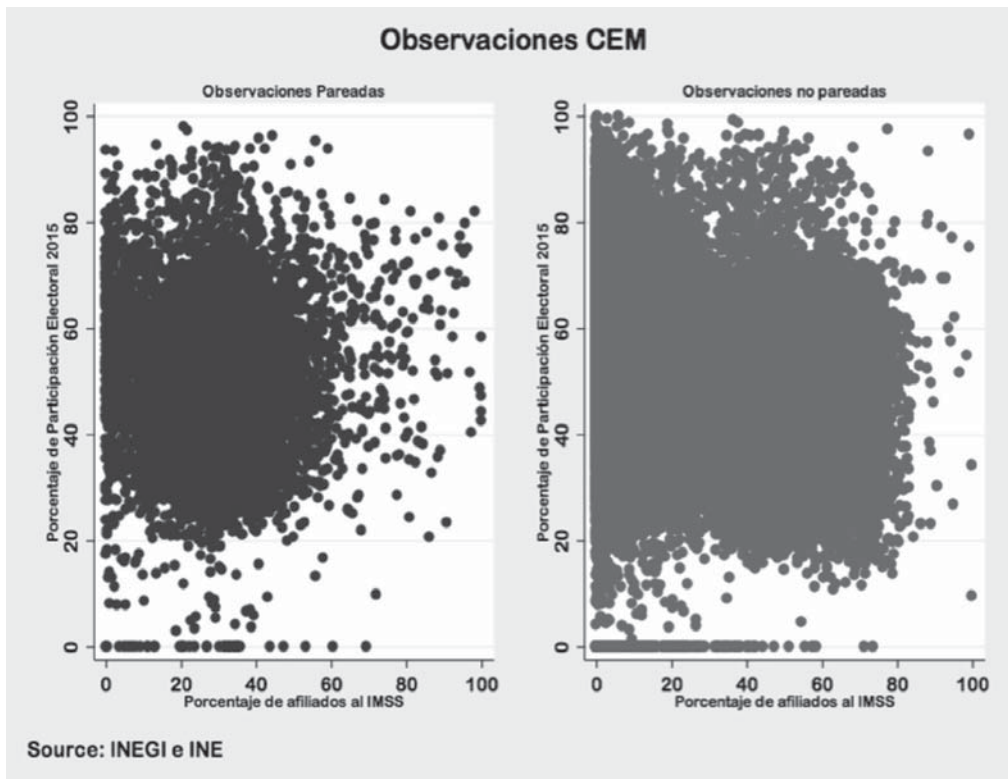 Observaciones CEM
Observaciones Pareadas
Porcentaje de Participación Electoral 2015
100
80
60
40
20
0
0 20 40 60 80 100
Porcentaje de afiliados al IMSS
Observaciones no pareadas
Porcentaje de Participación Electoral 2015
100
80
60
40
20
0
0 20 40 60 80 100
Porcentaje de afiliados al IMSS
Source: INEGI e INE